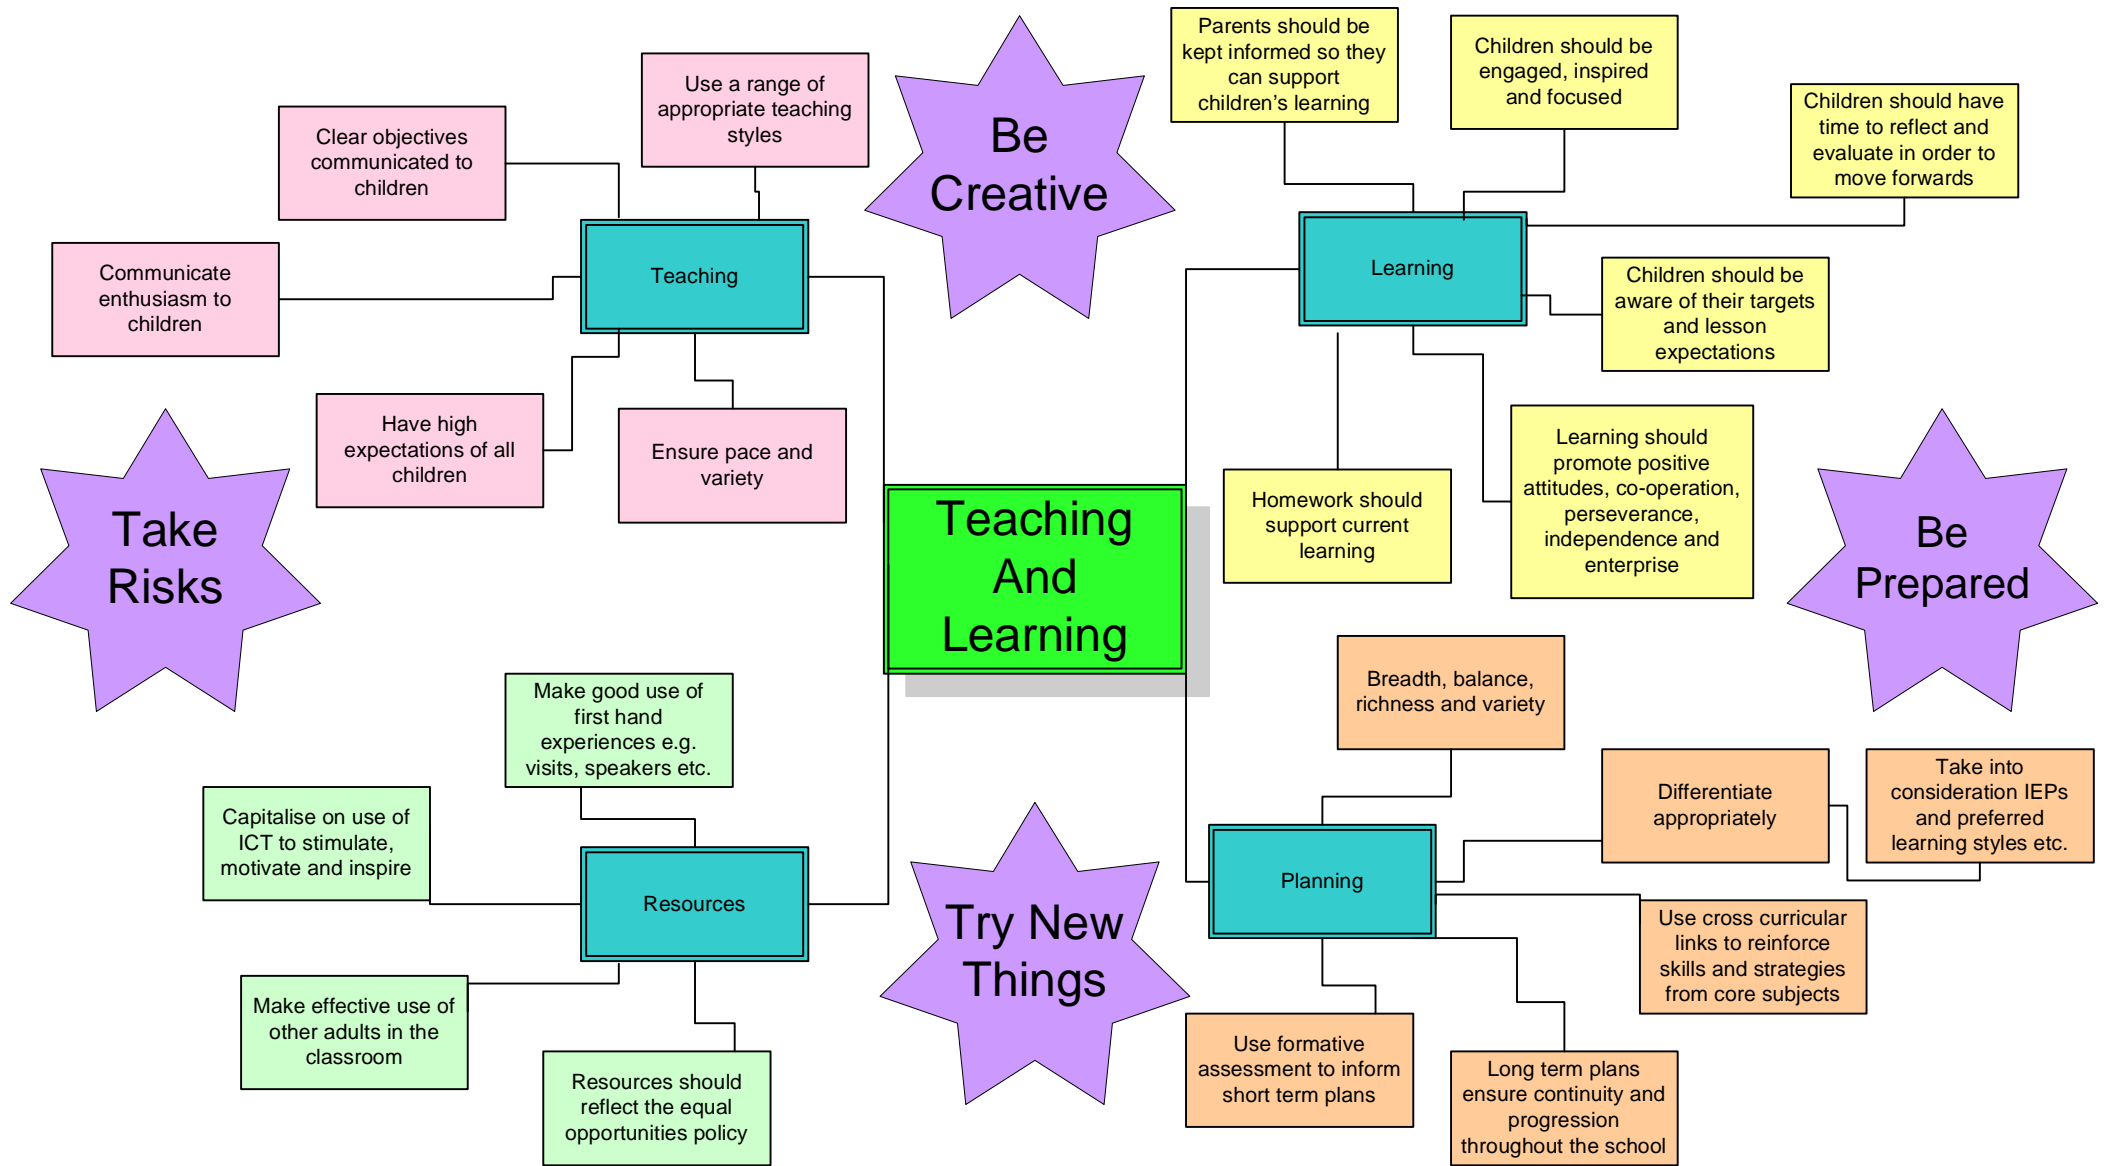 Parents should be
kept informed so they
can support
children’s learning
Children should be
engaged, inspired
and focused
Use a range of
appropriate teaching
styles
Children should have
time to reflect and
evaluate in order to
move forwards
Clear objectives
communicated to
children
Be
Creative
Communicate
enthusiasm to
children
Teaching
Learning
Children should be
aware of their targets
and lesson
expectations
Have high
expectations of all
children
Ensure pace and
variety
Learning should
promote positive
attitudes, co-operation,
perseverance,
independence and
enterprise
Homework should
support current
learning
Take
Risks
Teaching
And
Learning
Be
Prepared
Make good use of
first hand
experiences e.g.
visits, speakers etc.
Breadth, balance,
richness and variety
Differentiate
appropriately
Take into
consideration IEPs
and preferred
learning styles etc.
Capitalise on use of
ICT to stimulate,
motivate and inspire
Resources
Planning
Try New
Things
Use cross curricular
links to reinforce
skills and strategies
from core subjects
Make effective use of
other adults in the
classroom
Resources should
reflect the equal
opportunities policy
Use formative
assessment to inform
short term plans
Long term plans
ensure continuity and
progression
throughout the school